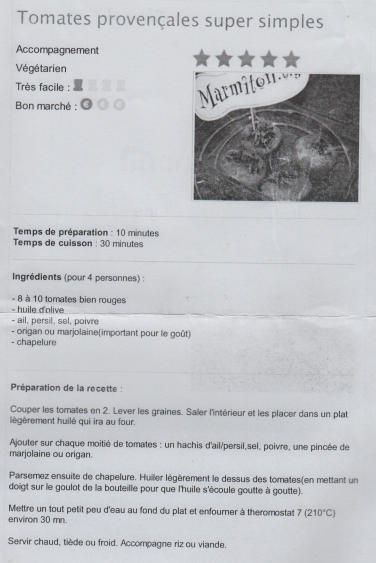 Tomates provençales super simples
Accompagnement
Végétarien
Très facile :
Bon marché :
Marmiton.org
Temps de préparation : 10 minutes
Temps de cuisson : 30 minutes
Ingrédients (pour 4 personnes) :
- 8 à 10 tomates bien rouges
- huile d'olive
- ail, persil, sel, poivre
- origan ou marjolaine(important pour le goût)
- chapelure
Préparation de la recette :
Couper les tomates en 2. Lever les graines. Saler l'intérieur et les placer dans un plat
légèrement huilé qui ira au four.
Ajouter sur chaque moitié de tomates : un hachis d'ail/persil,sel, poivre, une pincée de
marjolaine ou origan.
Parsemez ensuite de chapelure. Huiler légèrement le dessus des tomates(en mettant un
doigt sur le goulot de la bouteille pour que l'huile s'écoule goutte à goutte).
Mettre un tout petit peu d'eau au fond du plat et enfourner à theromostat 7 (210°C)
environ 30 mn.
Servir chaud, tiède ou froid. Accompagne riz ou viande.